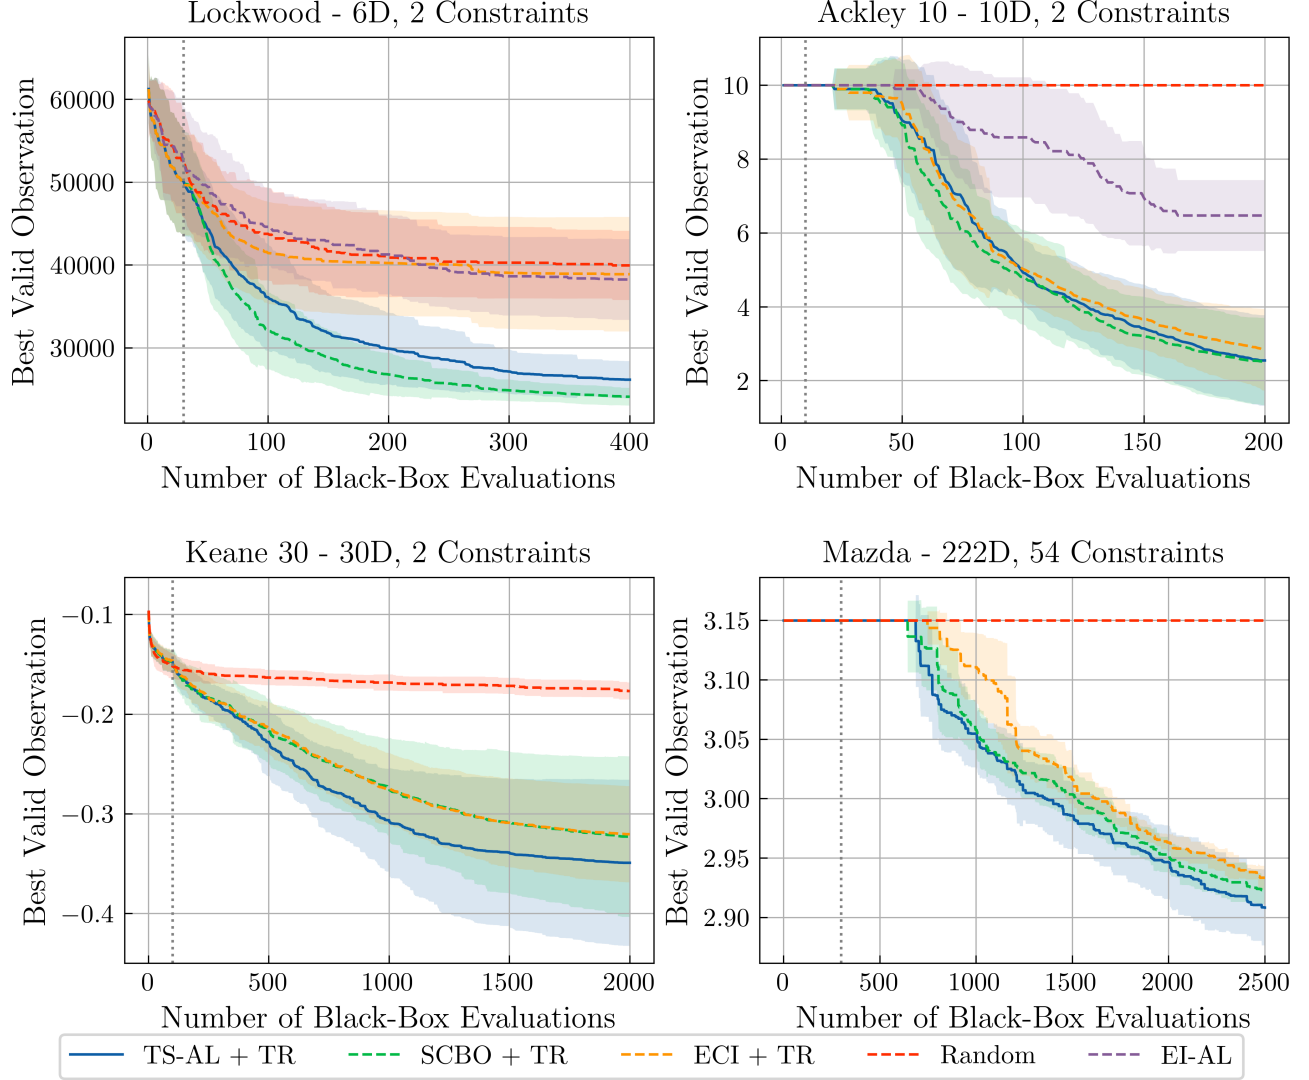 Lockwood - 6D, 2 Constraints
Best Valid Observation
60000
50000
40000
30000
0 100 200 300 400
Number of Black-Box Evaluations
Ackley 10 - 10D, 2 Constraints
Best Valid Observation
10
8
6
4
2
0 50 100 150 200
Number of Black-Box Evaluations
Keane 30 - 30D, 2 Constraints
Best Valid Observation
−0.1
−0.2
−0.3
−0.4
0 500 1000 1500 2000
Number of Black-Box Evaluations
Mazda - 222D, 54 Constraints
Best Valid Observation
3.15
3.10
3.05
3.00
2.95
2.90
0 500 1000 1500 2000 2500
Number of Black-Box Evaluations
TS-AL + TR SCBO + TR ECI + TR Random EI-AL